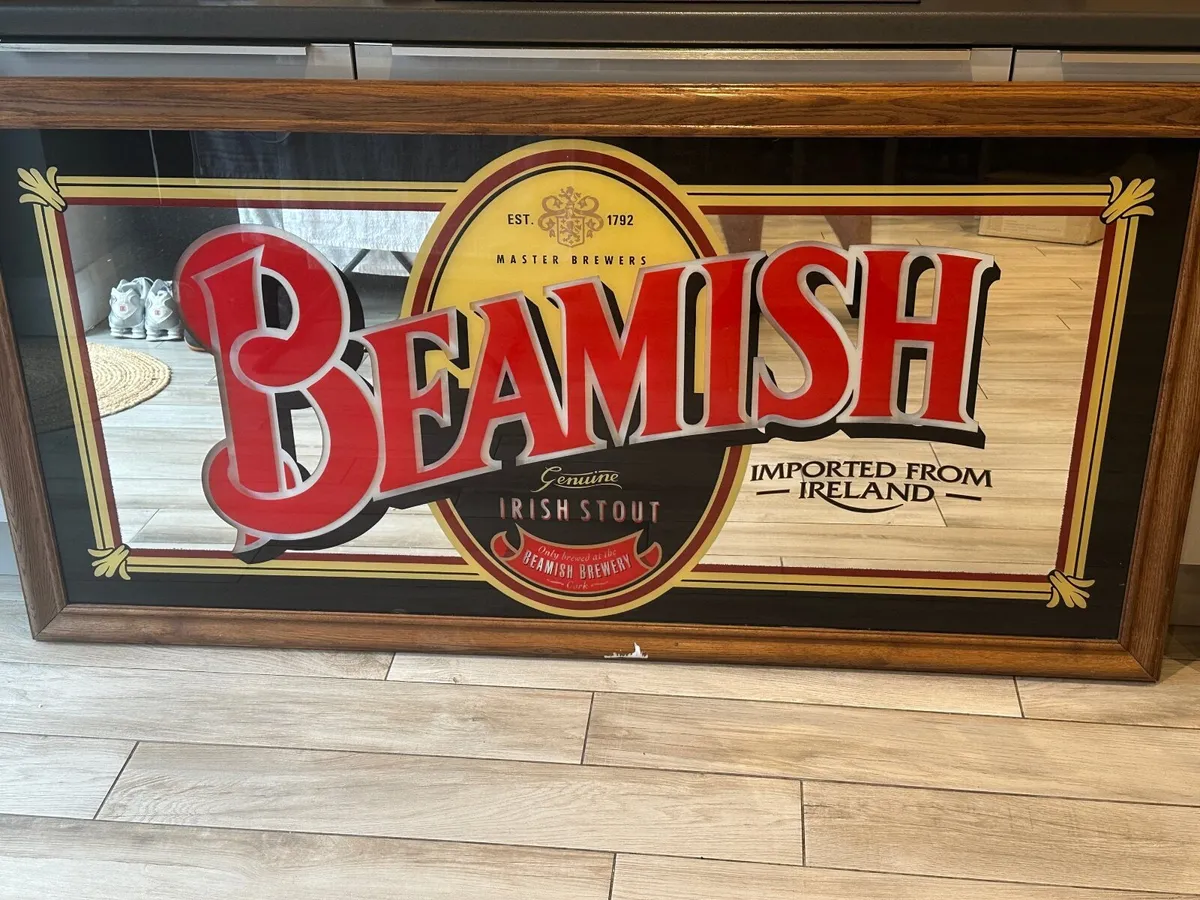 EST. 1792
MASTER BREWERS
BEAMISH
Genuine
IRISH STOUT
Only brewed at the
BEAMISH BREWERY
Cork
IMPORTED FROM
IRELAND